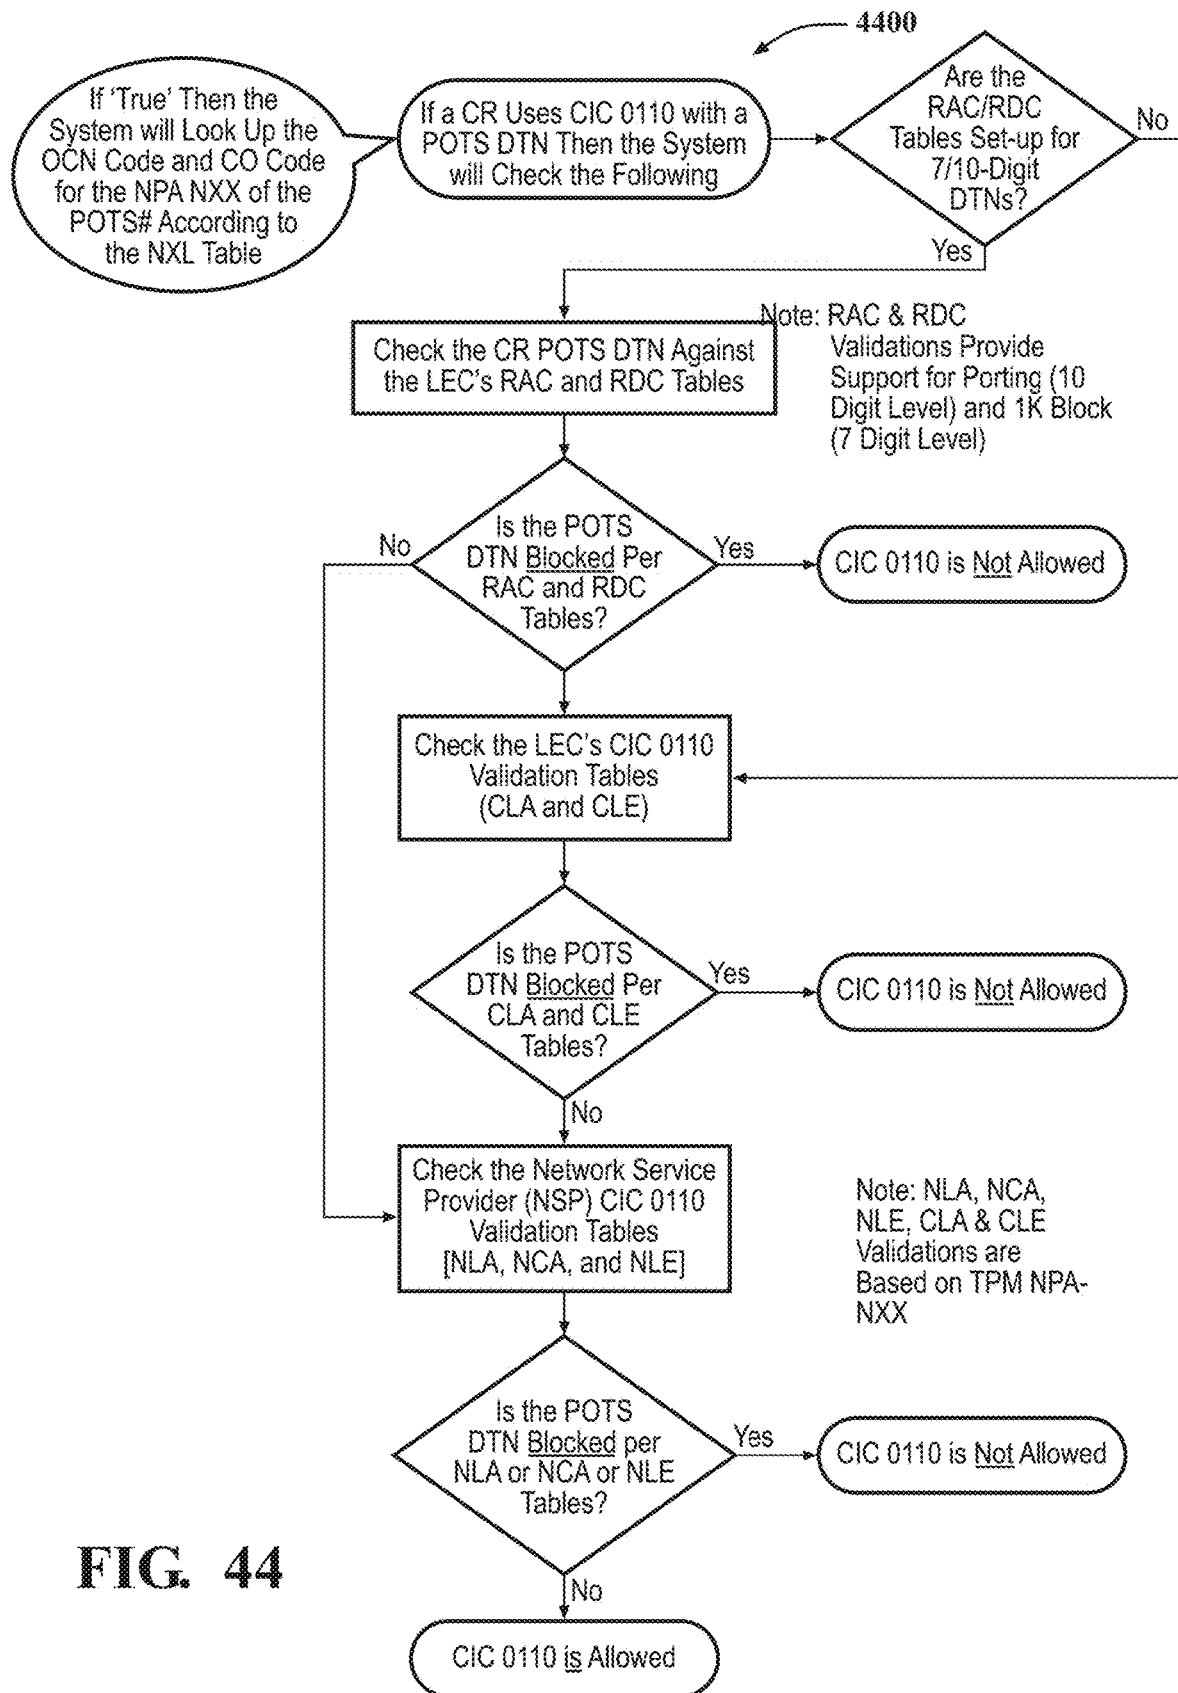 4400
If 'True' Then the
System will Look Up the
OCN Code and CO Code
for the NPA NXX of the
POTS# According to
the NXL Table
If a CR Uses CIC 0110 with a
POTS DTN Then the System
will Check the Following
Are the
RAC/RDC
Tables Set-up for
7/10-Digit
DTNs?
No
Yes
Note: RAC & RDC
Validations Provide
Support for Porting (10
Digit Level) and 1K Block
(7 Digit Level)
Check the CR POTS DTN Against
the LEC's RAC and RDC Tables
Is the POTS
DTN Blocked Per
RAC and RDC
Tables?
No
Yes
CIC 0110 is Not Allowed
Check the LEC's CIC 0110
Validation Tables
(CLA and CLE)
Is the POTS
DTN Blocked Per
CLA and CLE
Tables?
Yes
CIC 0110 is Not Allowed
No
Check the Network Service
Provider (NSP) CIC 0110
Validation Tables
[NLA, NCA, and NLE]
Note: NLA, NCA,
NLE, CLA & CLE
Validations are
Based on TPM NPA-
NXX
Is the POTS
DTN Blocked per
NLA or NCA or NLE
Tables?
Yes
CIC 0110 is Not Allowed
No
CIC 0110 is Allowed
FIG. 44